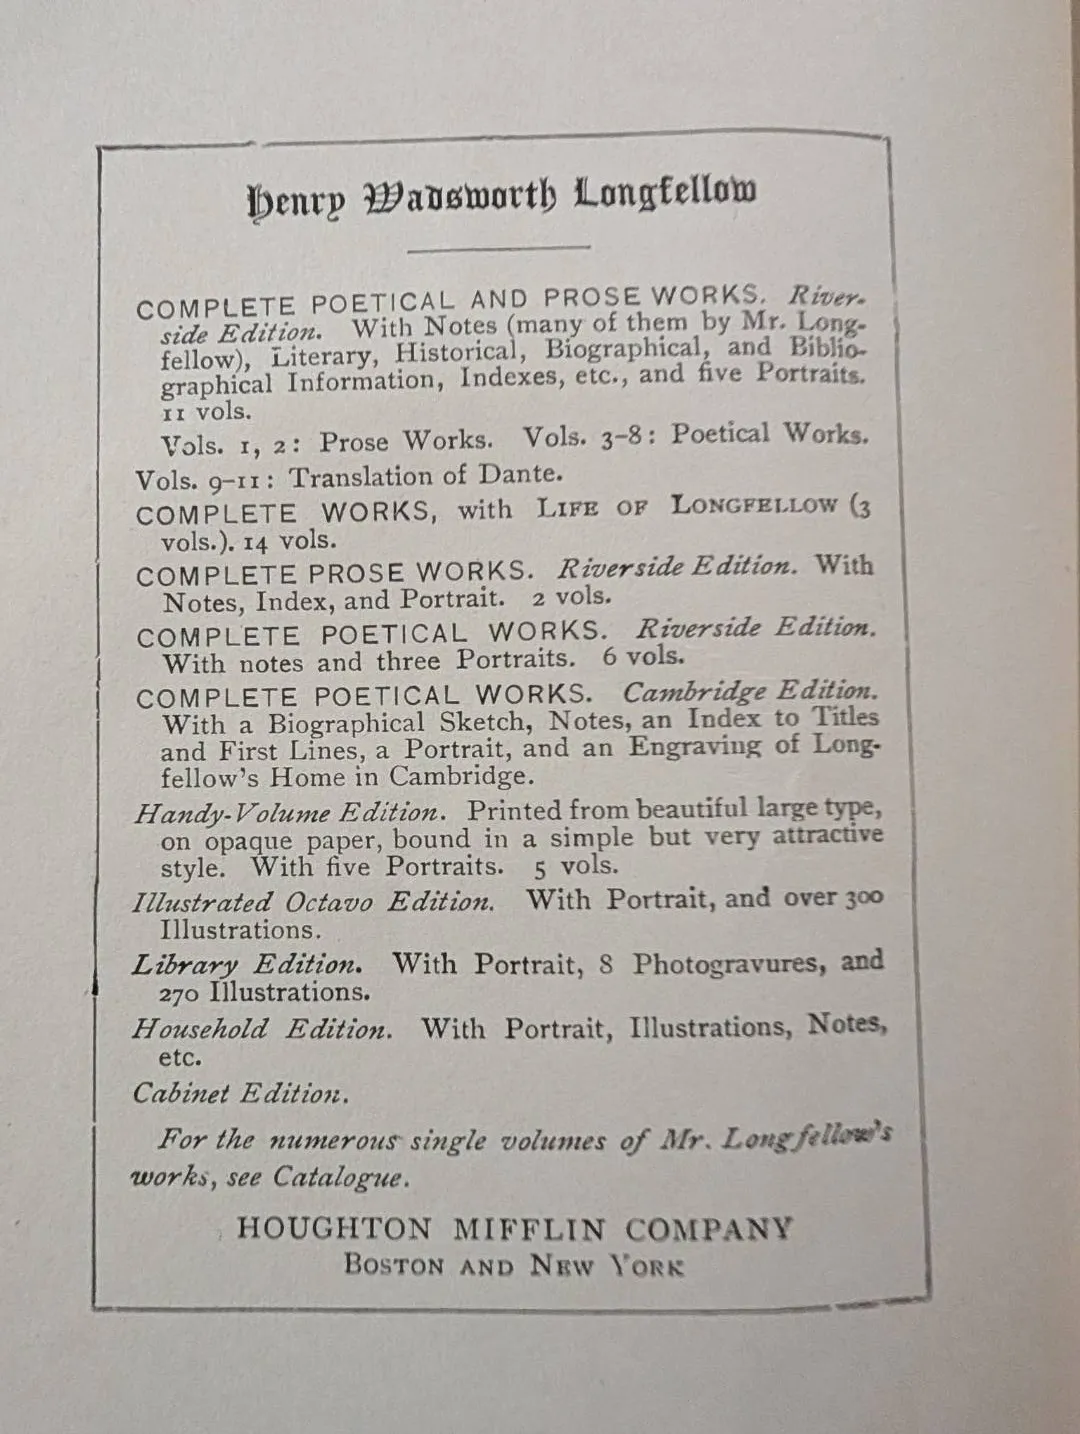 Henry Wadsworth Longfellow
COMPLETE POETICAL AND PROSE WORKS. River-
side Edition. With Notes (many of them by Mr. Long-
fellow), Literary, Historical, Biographical, and Biblio-
graphical Information, Indexes, etc., and five Portraits.
11 vols.
Vols. 1, 2: Prose Works. Vols. 3–8: Poetical Works.
Vols. 9–11: Translation of Dante.
COMPLETE WORKS, with LIFE OF LONGFELLOW (3
vols.). 14 vols.
COMPLETE PROSE WORKS. Riverside Edition. With
Notes, Index, and Portrait. 2 vols.
COMPLETE POETICAL WORKS. Riverside Edition.
With notes and three Portraits. 6 vols.
COMPLETE POETICAL WORKS. Cambridge Edition.
With a Biographical Sketch, Notes, an Index to Titles
and First Lines, a Portrait, and an Engraving of Long-
fellow's Home in Cambridge.
Handy-Volume Edition. Printed from beautiful large type,
on opaque paper, bound in a simple but very attractive
style. With five Portraits. 5 vols.
Illustrated Octavo Edition. With Portrait, and over 300
Illustrations.
Library Edition. With Portrait, 8 Photogravures, and
270 Illustrations.
Household Edition. With Portrait, Illustrations, Notes,
etc.
Cabinet Edition.
For the numerous single volumes of Mr. Longfellow's
works, see Catalogue.
HOUGHTON MIFFLIN COMPANY
BOSTON AND NEW YORK